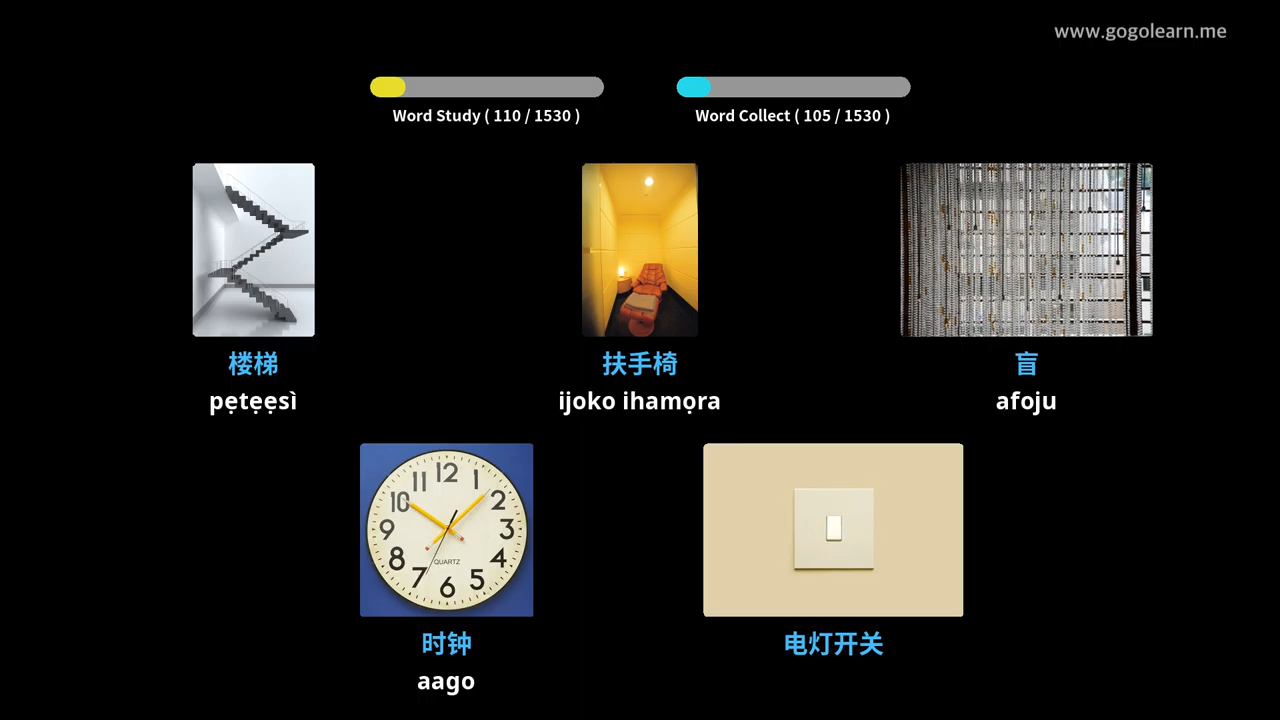 www.gogolearn.me
Word Study ( 110 / 1530 )
Word Collect ( 105 / 1530 )
楼梯
pẹtẹẹsì
扶手椅
ijoko ihamọra
盲
afoju
12
1
2
3
4
5
6
7
8
9
10
11
QUARTZ
时钟
aago
电灯开关